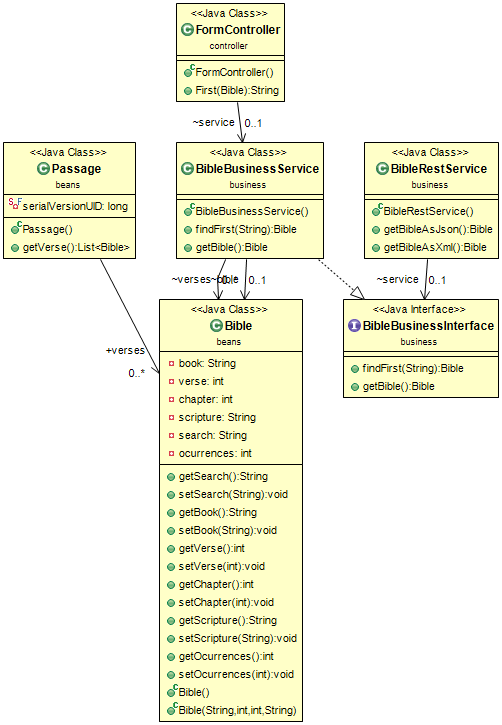 <<Java Class>>
FormController
controller
FormController()
First(Bible):String
~service
0..1
<<Java Class>>
Passage
beans
serialVersionUID: long
Passage()
getVerse():List<Bible>
<<Java Class>>
BibleBusinessService
business
BibleBusinessService()
findFirst(String):Bible
getBible():Bible
<<Java Class>>
BibleRestService
business
BibleRestService()
getBibleAsJson():Bible
getBibleAsXml():Bible
~verses
~bible
0..1
~service
0..1
<<Java Interface>>
BibleBusinessInterface
business
findFirst(String):Bible
getBible():Bible
+verses
0..*
<<Java Class>>
Bible
beans
book: String
verse: int
chapter: int
scripture: String
search: String
ocurrences: int
getSearch():String
setSearch(String):void
getBook():String
setBook(String):void
getVerse():int
setVerse(int):void
getChapter():int
setChapter(int):void
getScripture():String
setScripture(String):void
getOcurrences():int
setOcurrences(int):void
Bible()
Bible(String,int,int,String)